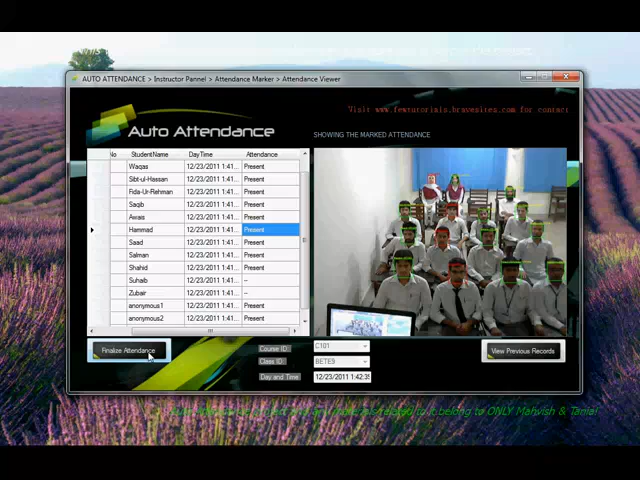 AUTO ATTENDANCE > Instructor Pannel > Attendance Marker > Attendance Viewer
Visit www.femtutorials.bravesites.com for contact
Auto Attendance
SHOWING THE MARKED ATTENDANCE
No StudentName DayTime Attendance
Waqas 12/23/2011 1:41... Present
Sibt-ul-Hassan 12/23/2011 1:41... Present
Fida-Ur-Rehman 12/23/2011 1:41... Present
Saqib 12/23/2011 1:41... Present
Awais 12/23/2011 1:41... Present
Hammad 12/23/2011 1:41... Present
Saad 12/23/2011 1:41... Present
Salman 12/23/2011 1:41... Present
Shahid 12/23/2011 1:41... Present
Suhaib 12/23/2011 1:41... --
Zubair 12/23/2011 1:41... --
anonymous1 12/23/2011 1:41... Present
anonymous2 12/23/2011 1:41... Present
Finalize Attendance
Course ID: C101
Class ID: BETE9
Day and Time 12/23/2011 1:42:35
View Previous Records
belong to ONLY Mahvish &